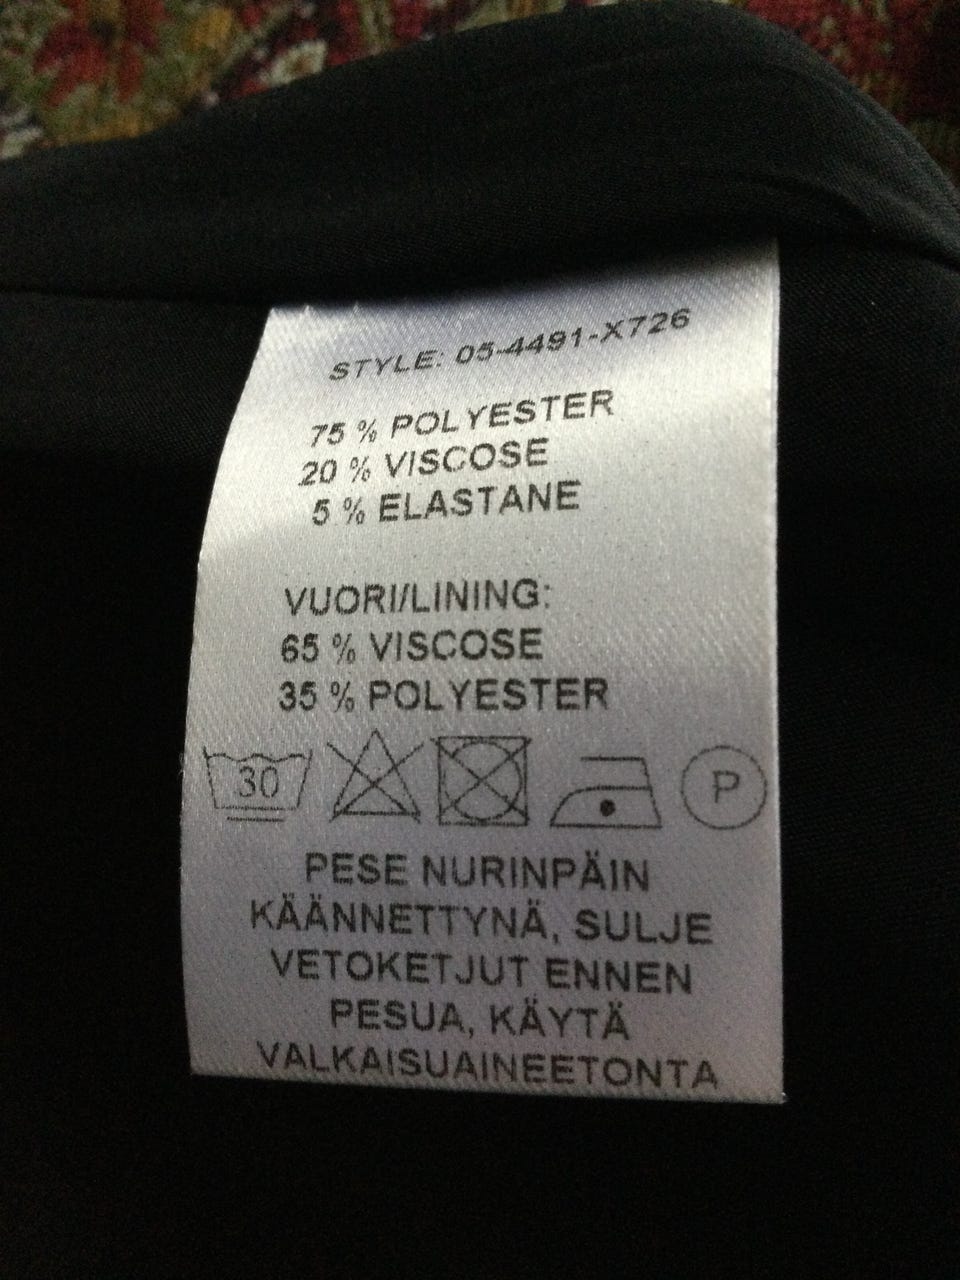 STYLE: 05-4491-X726
75 % POLYESTER
20 % VISCOSE
5 % ELASTANE
VUORI/LINING:
65 % VISCOSE
35 % POLYESTER
30 P
PESE NURINPÄIN
KÄÄNNETTYNÄ, SULJE
VETOKETJUT ENNEN
PESUA, KÄYTÄ
VALKAISUAINEETONTA